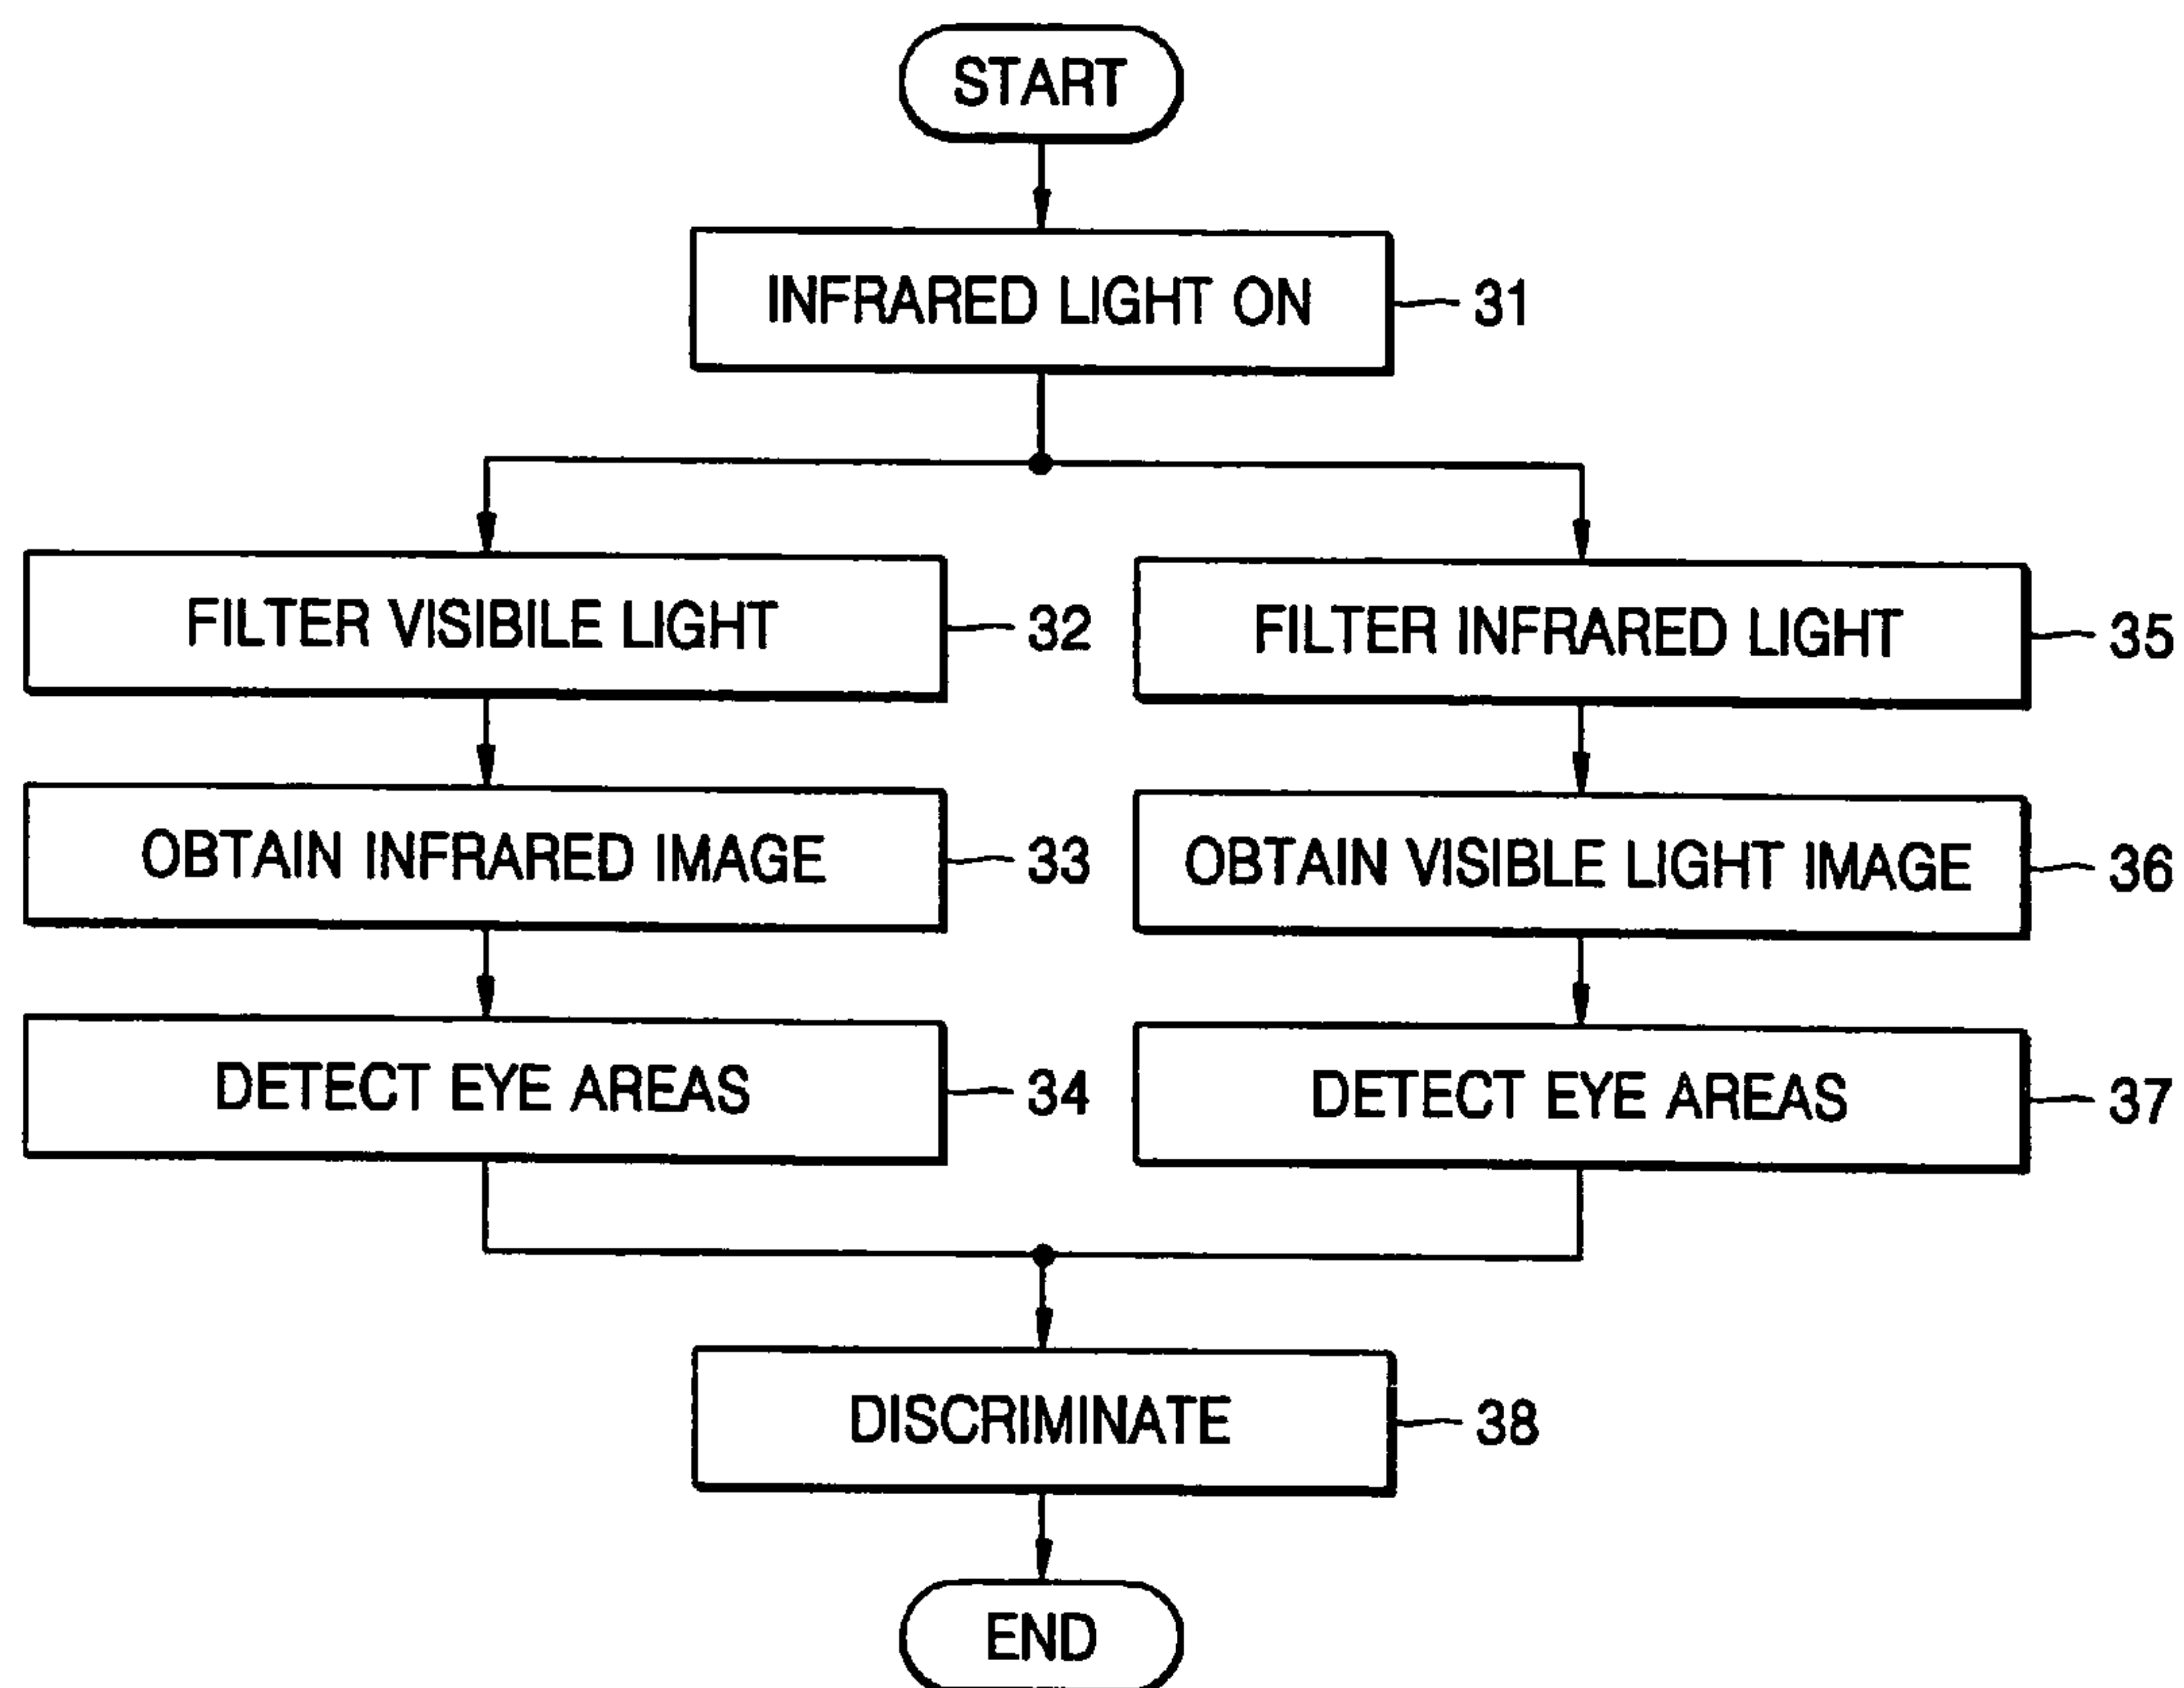 START
INFRARED LIGHT ON 31
FILTER VISIBILE LIGHT 32
FILTER INFRARED LIGHT 35
OBTAIN INFRARED IMAGE 33
OBTAIN VISIBLE LIGHT IMAGE 36
DETECT EYE AREAS 34
DETECT EYE AREAS 37
DISCRIMINATE 38
END